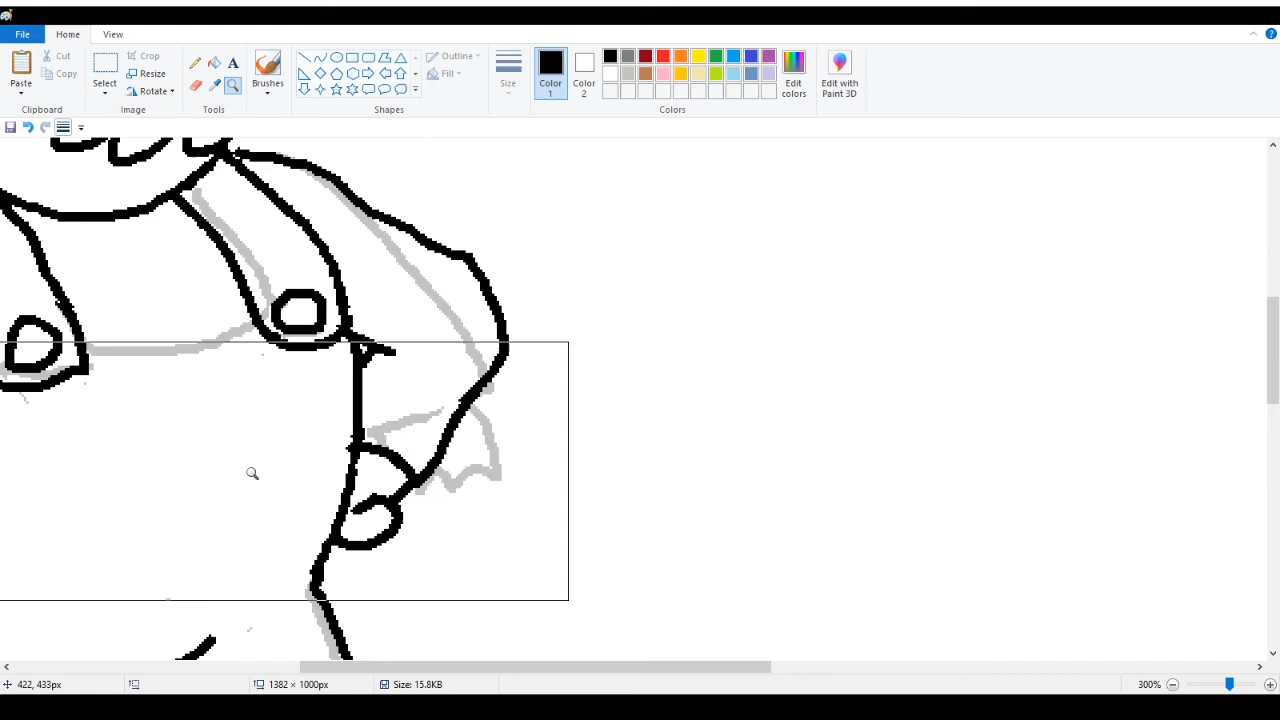 File Home View
Cut Crop Outline
Paste Copy Select Resize A Brushes Fill Size Color 1 Color 2 Edit colors Edit with Paint 3D
Rotate
Clipboard Image Tools Shapes Colors
422, 433px 1382 × 1000px Size: 15.8KB 300%